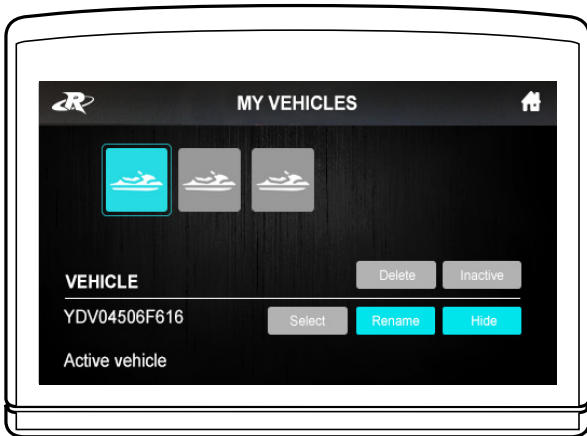 R
MY VEHICLES
VEHICLE
Delete
Inactive
YDV04506F616
Select
Rename
Hide
Active vehicle